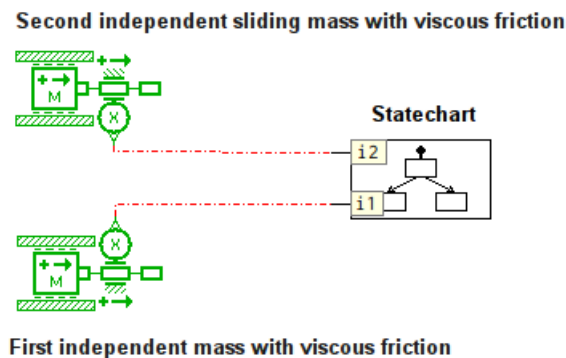 Second independent sliding mass with viscous friction
M
X
Statechart
i2
i1
X
M
First independent mass with viscous friction